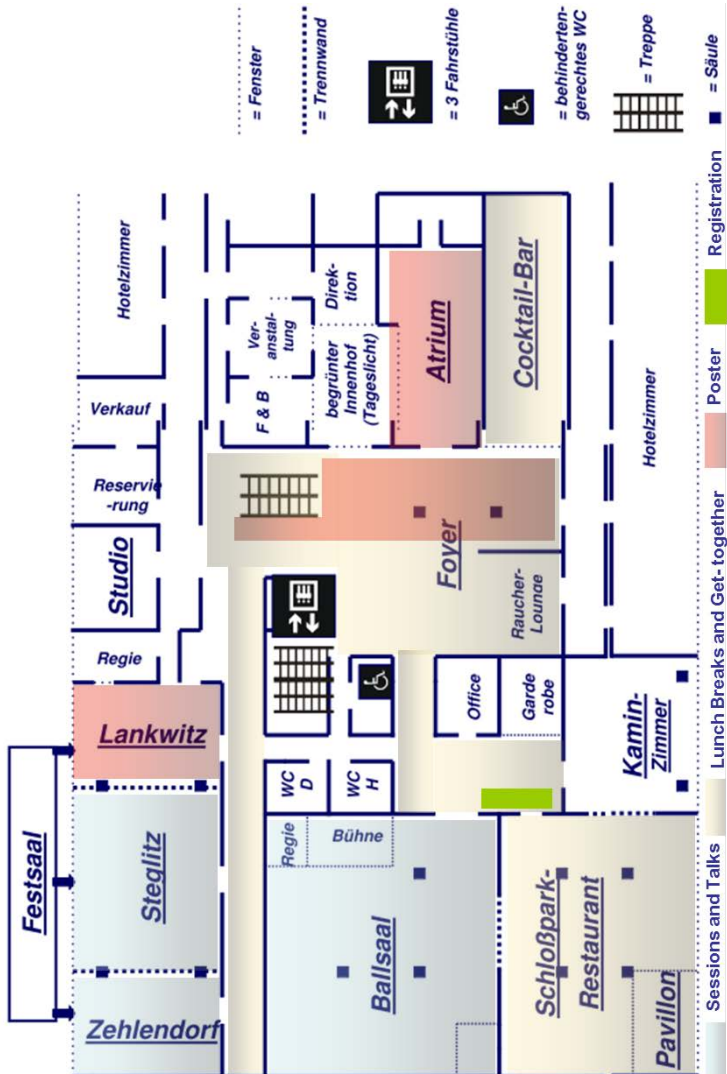 Festsaal
Zehlendorf
Steglitz
Lankwitz
Regie
Studio
Reservie
-rung
Verkauf
Hotelzimmer
= Fenster
= Trennwand
= 3 Fahrstühle
= behinderten-
gerechtes WC
= Treppe
= Säule
Regie
Bühne
WC
D
WC
H
Ballsaal
F & B
Ver-
anstal-
tung
begrünter
Innenhof
(Tageslicht)
Direk-
tion
Atrium
Cocktail-Bar
Foyer
Raucher-
Lounde
Office
Garde
robe
Kamin-
Zimmer
Schloßpark-
Restaurant
Pavillon
Hotelzimmer
Sessions and Talks
Lunch Breaks and Get-together
Poster
Registration